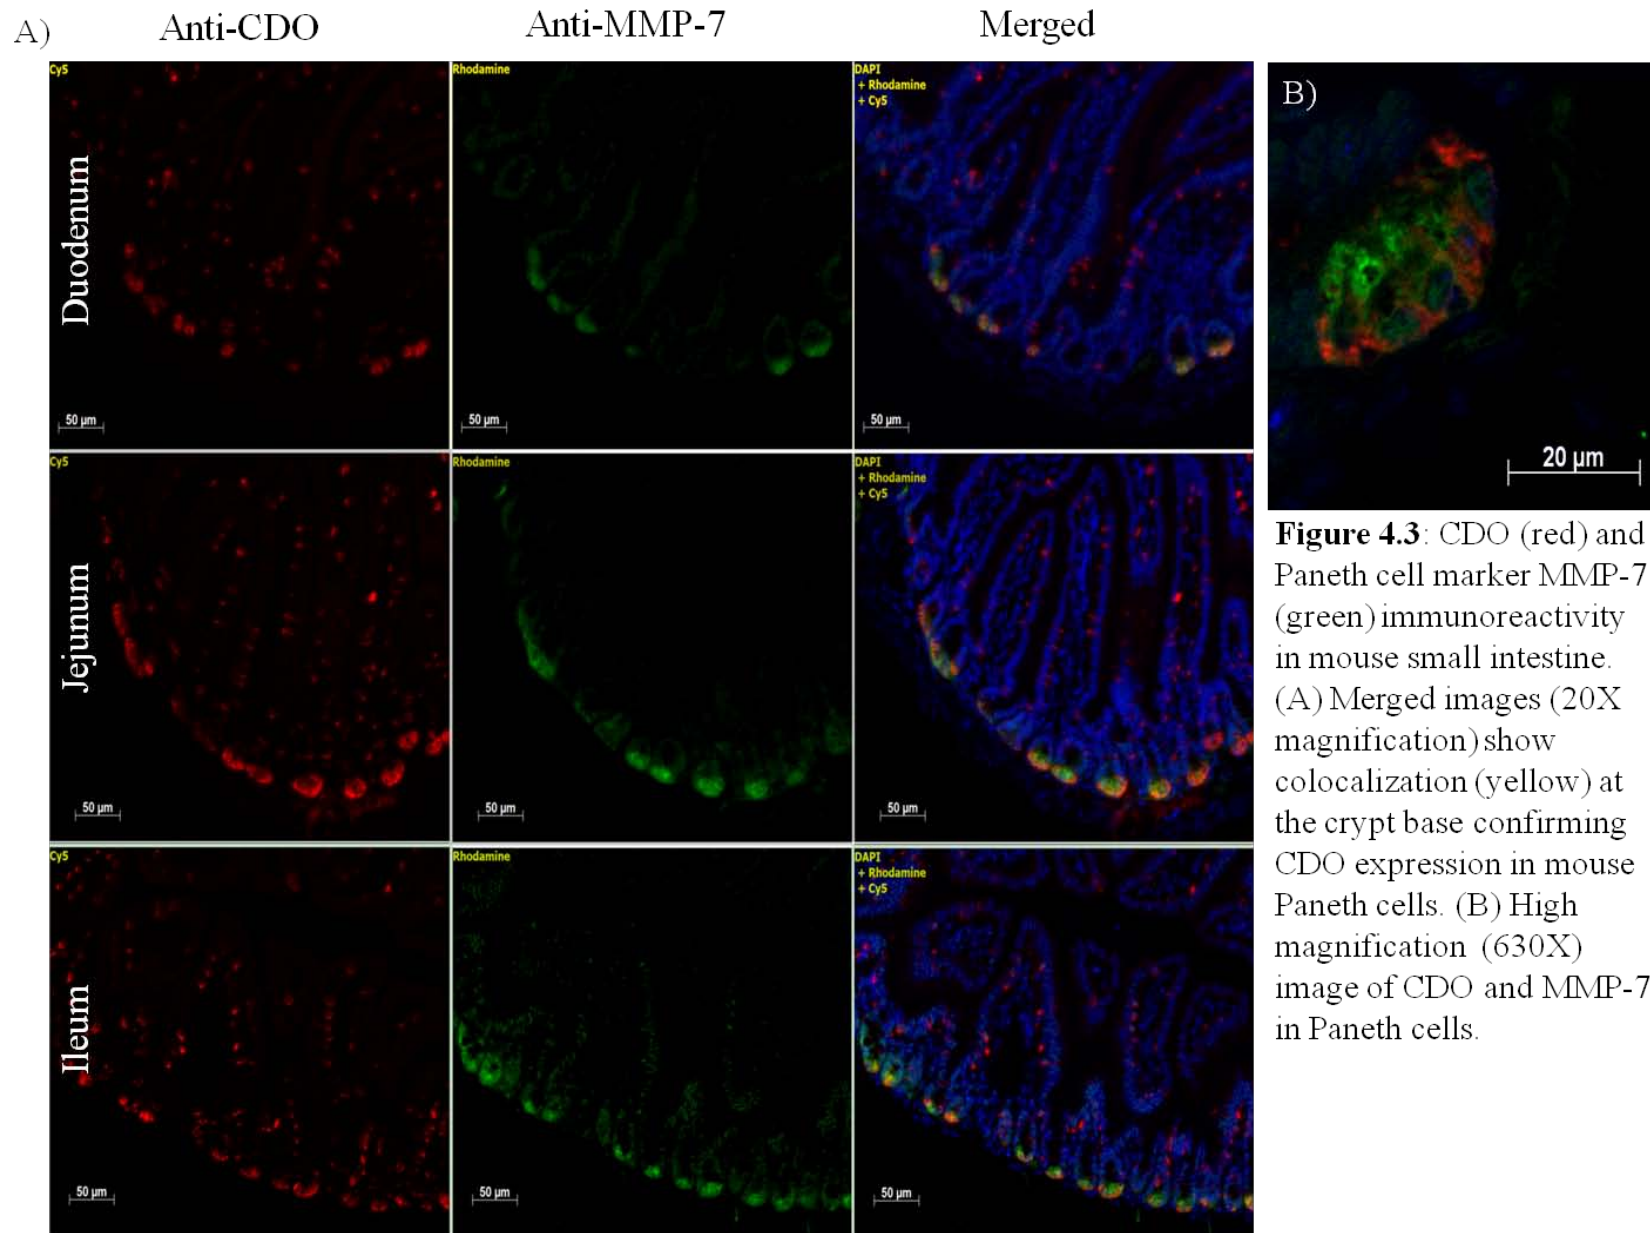 A)
Anti-CDO
Anti-MMP-7
Merged
Duodenum
Cy5
50 µm
Rhodamine
50 µm
DAPI
+ Rhodamine
+ Cy5
50 µm
Jejunum
Cy5
50 µm
Rhodamine
50 µm
DAPI
+ Rhodamine
+ Cy5
50 µm
Ileum
Cy5
50 µm
Rhodamine
50 µm
DAPI
+ Rhodamine
+ Cy5
50 µm
B)
20 µm
Figure 4.3: CDO (red) and
Paneth cell marker MMP-7
(green) immunoreactivity
in mouse small intestine.
(A) Merged images (20X
magnification) show
colocalization (yellow) at
the crypt base confirming
CDO expression in mouse
Paneth cells. (B) High
magnification (630X)
image of CDO and MMP-7
in Paneth cells.